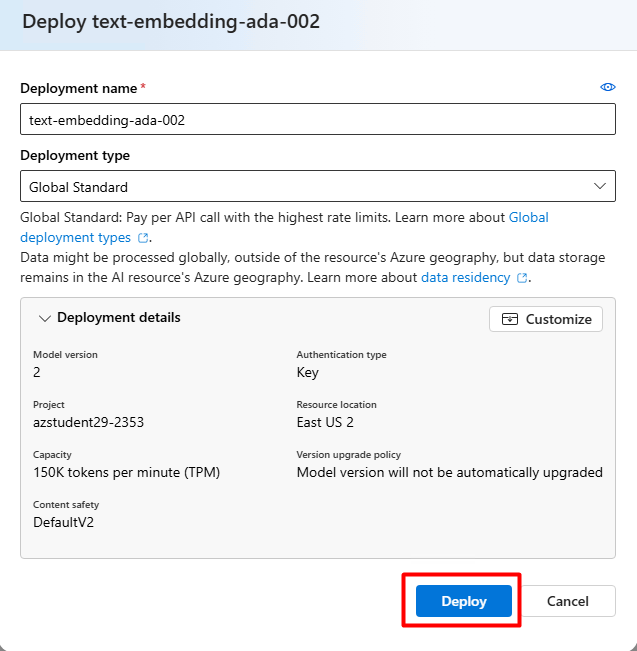 Deploy text-embedding-ada-002
Deployment name *
text-embedding-ada-002
Deployment type
Global Standard
Global Standard: Pay per API call with the highest rate limits. Learn more about Global
deployment types.
Data might be processed globally, outside of the resource's Azure geography, but data storage
remains in the AI resource's Azure geography. Learn more about data residency.
Deployment details
Customize
Model version
2
Authentication type
Key
Project
azstudent29-2353
Resource location
East US 2
Capacity
150K tokens per minute (TPM)
Version upgrade policy
Model version will not be automatically upgraded
Content safety
DefaultV2
Deploy
Cancel